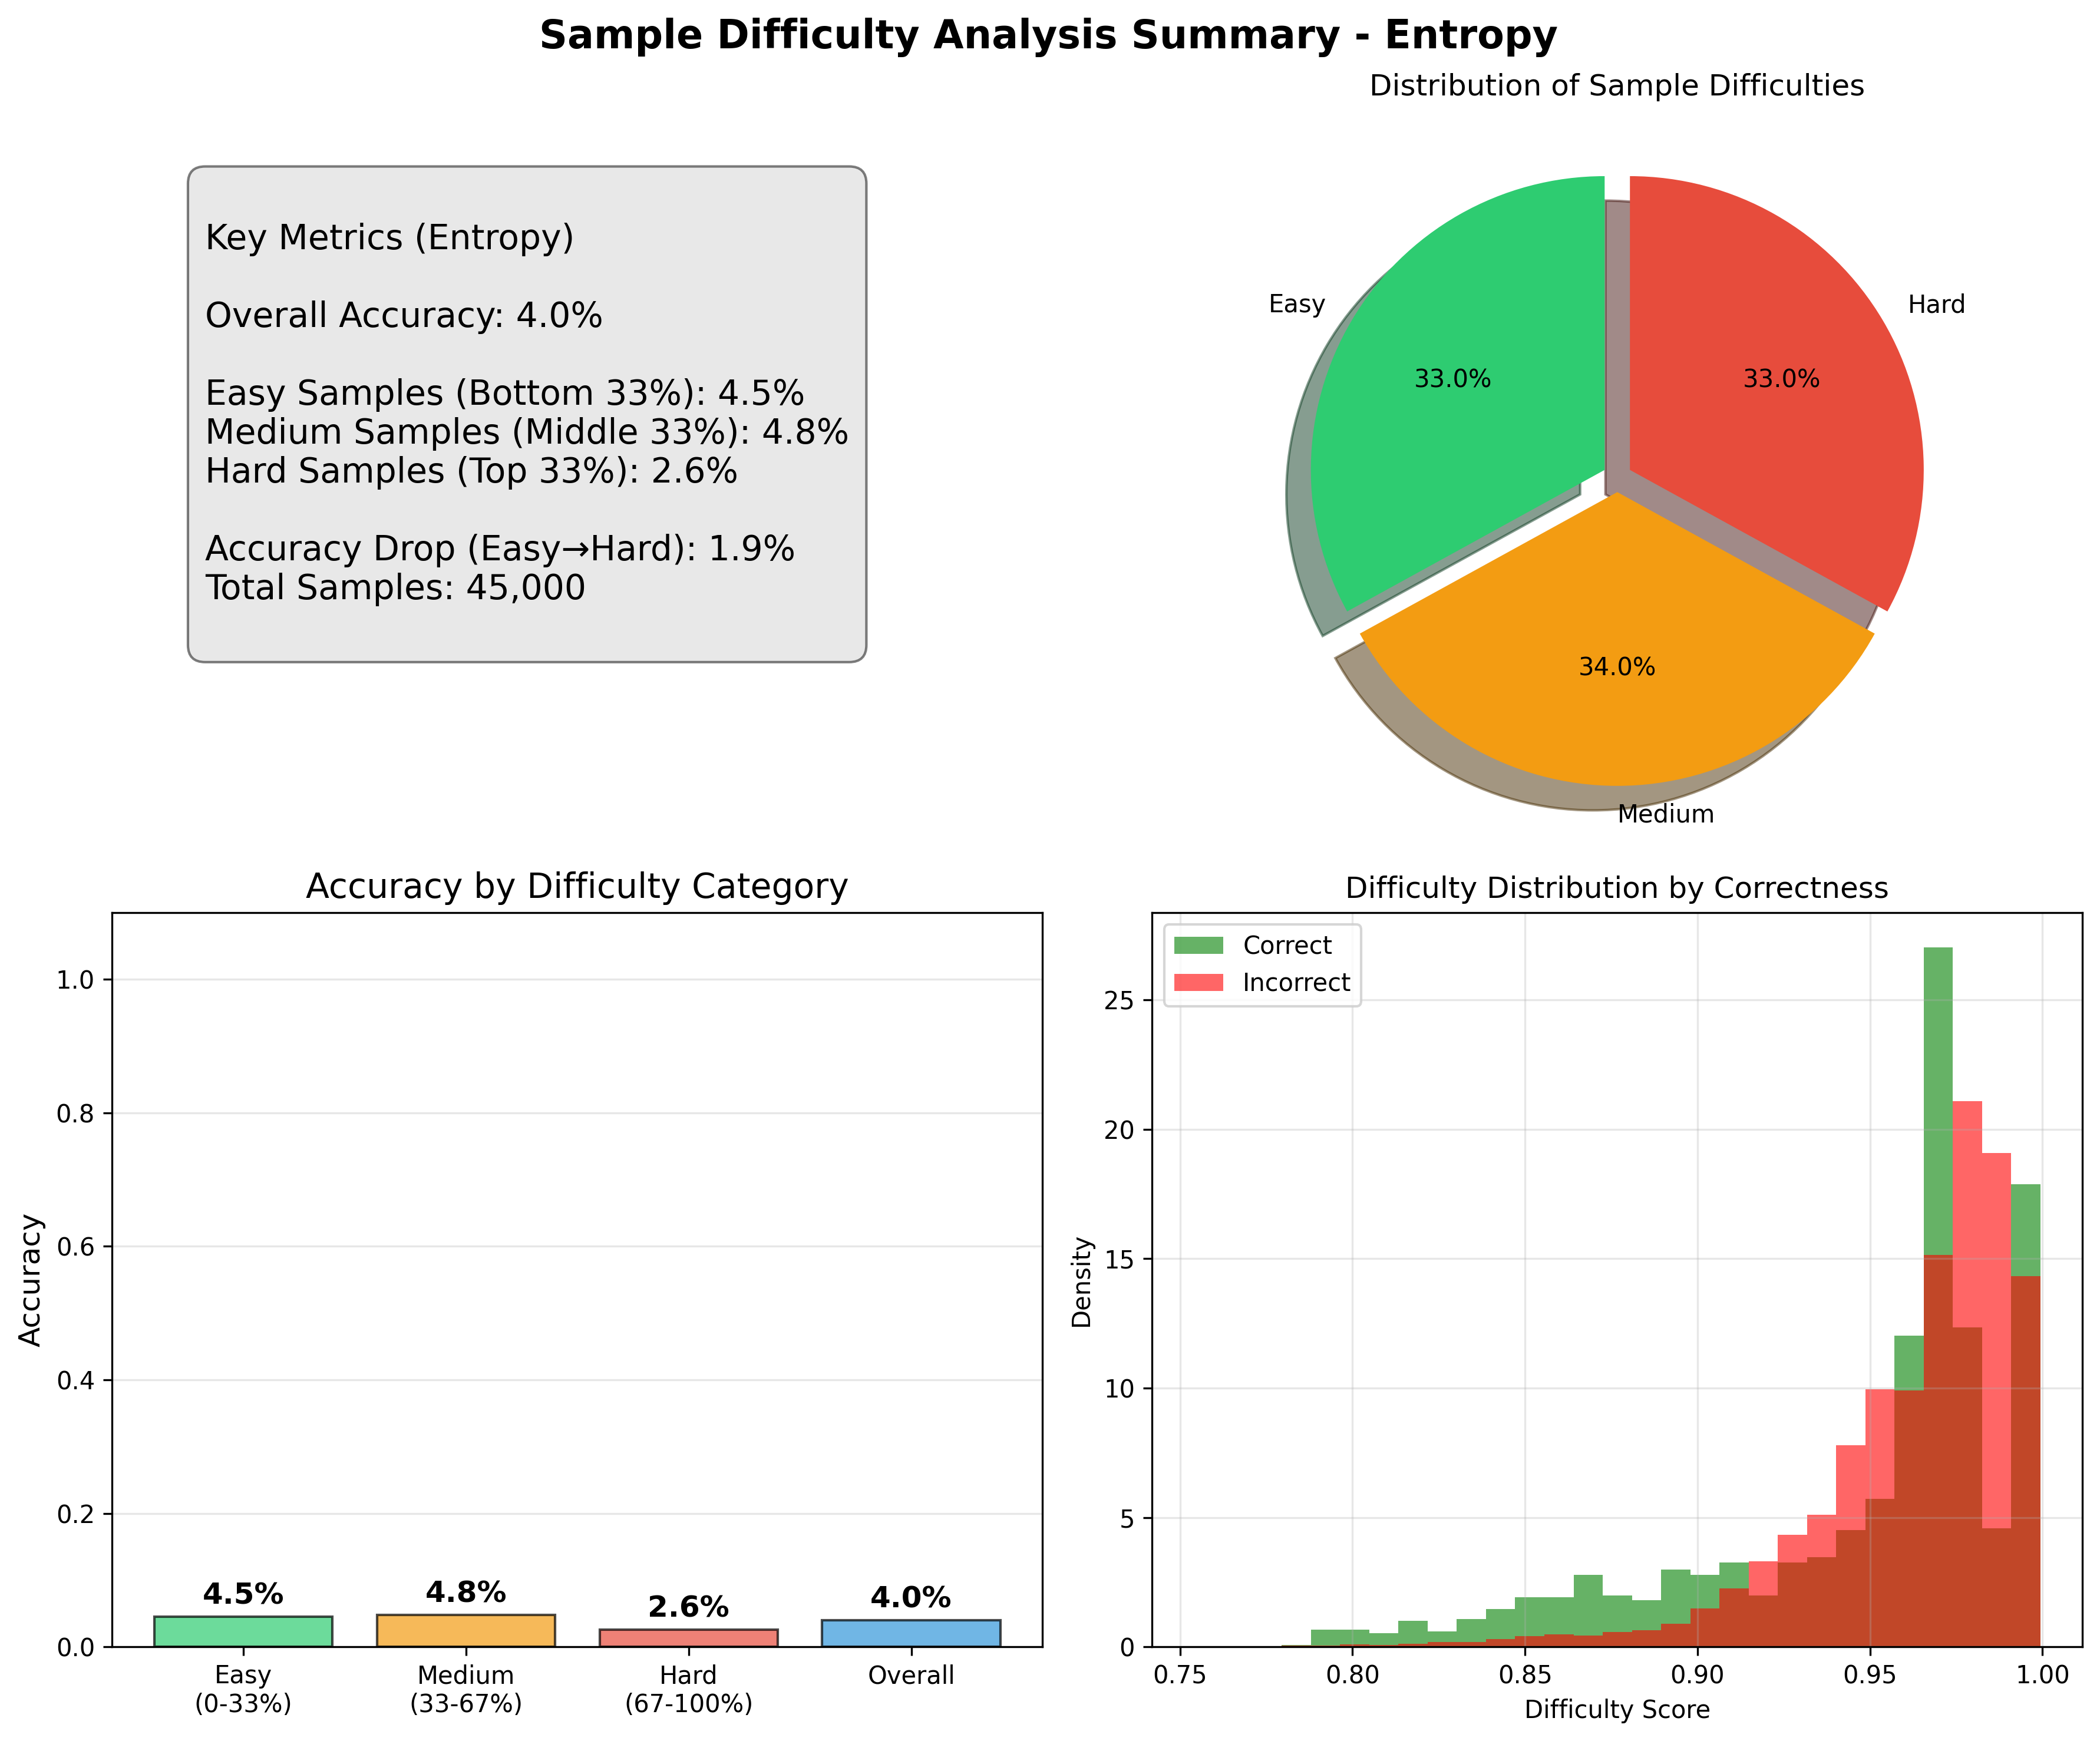 Sample Difficulty Analysis Summary - Entropy
Key Metrics (Entropy)
Overall Accuracy: 4.0%
Easy Samples (Bottom 33%): 4.5%
Medium Samples (Middle 33%): 4.8%
Hard Samples (Top 33%): 2.6%
Accuracy Drop (Easy→Hard): 1.9%
Total Samples: 45,000
Distribution of Sample Difficulties
Easy
33.0%
33.0%
Hard
34.0%
Medium
Accuracy by Difficulty Category
Accuracy
1.0
0.8
0.6
0.4
0.2
0.0
4.5%
4.8%
2.6%
4.0%
Easy
(0-33%)
Medium
(33-67%)
Hard
(67-100%)
Overall
Difficulty Distribution by Correctness
Correct
Incorrect
Density
25
20
15
10
5
0
0.75
0.80
0.85
0.90
0.95
1.00
Difficulty Score